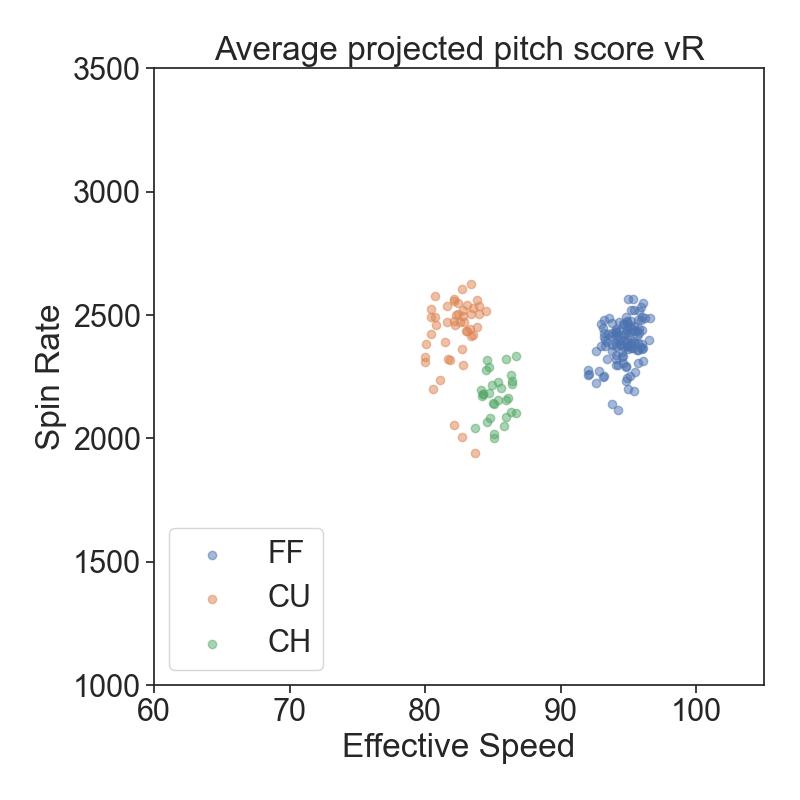 Average projected pitch score vR
3500
3000
2500
2000
1500
1000
Spin Rate
FF
CU
CH
60 70 80 90 100
Effective Speed